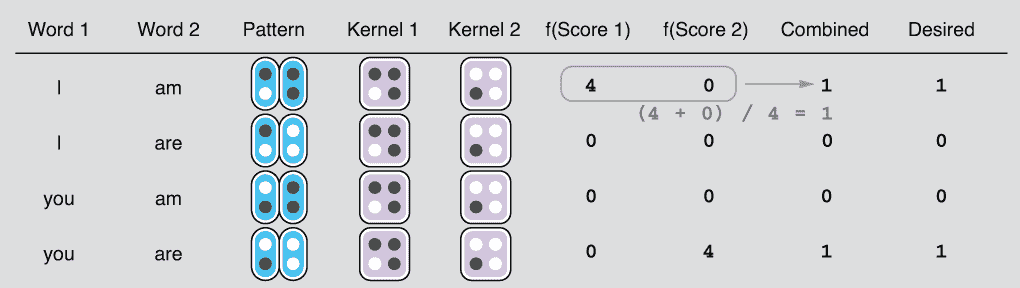 Word 1 Word 2 Pattern Kernel 1 Kernel 2 f(Score 1) f(Score 2) Combined Desired
I am 4 0 1 1
(4 + 0) / 4 = 1
I are 0 0 0 0
you am 0 0 0 0
you are 0 4 1 1